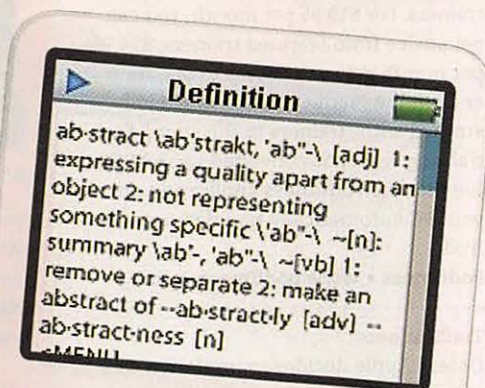 Definition
ab·stract \ab'strakt, 'ab"-\ [adj] 1:
expressing a quality apart from an
object 2: not representing
something specific \'ab"-\ ~[n]:
summary \ab'-, 'ab"-\ ~[vb] 1:
remove or separate 2: make an
abstract of --ab·stract·ly [adv] --
ab·stract·ness [n]
<MENU]